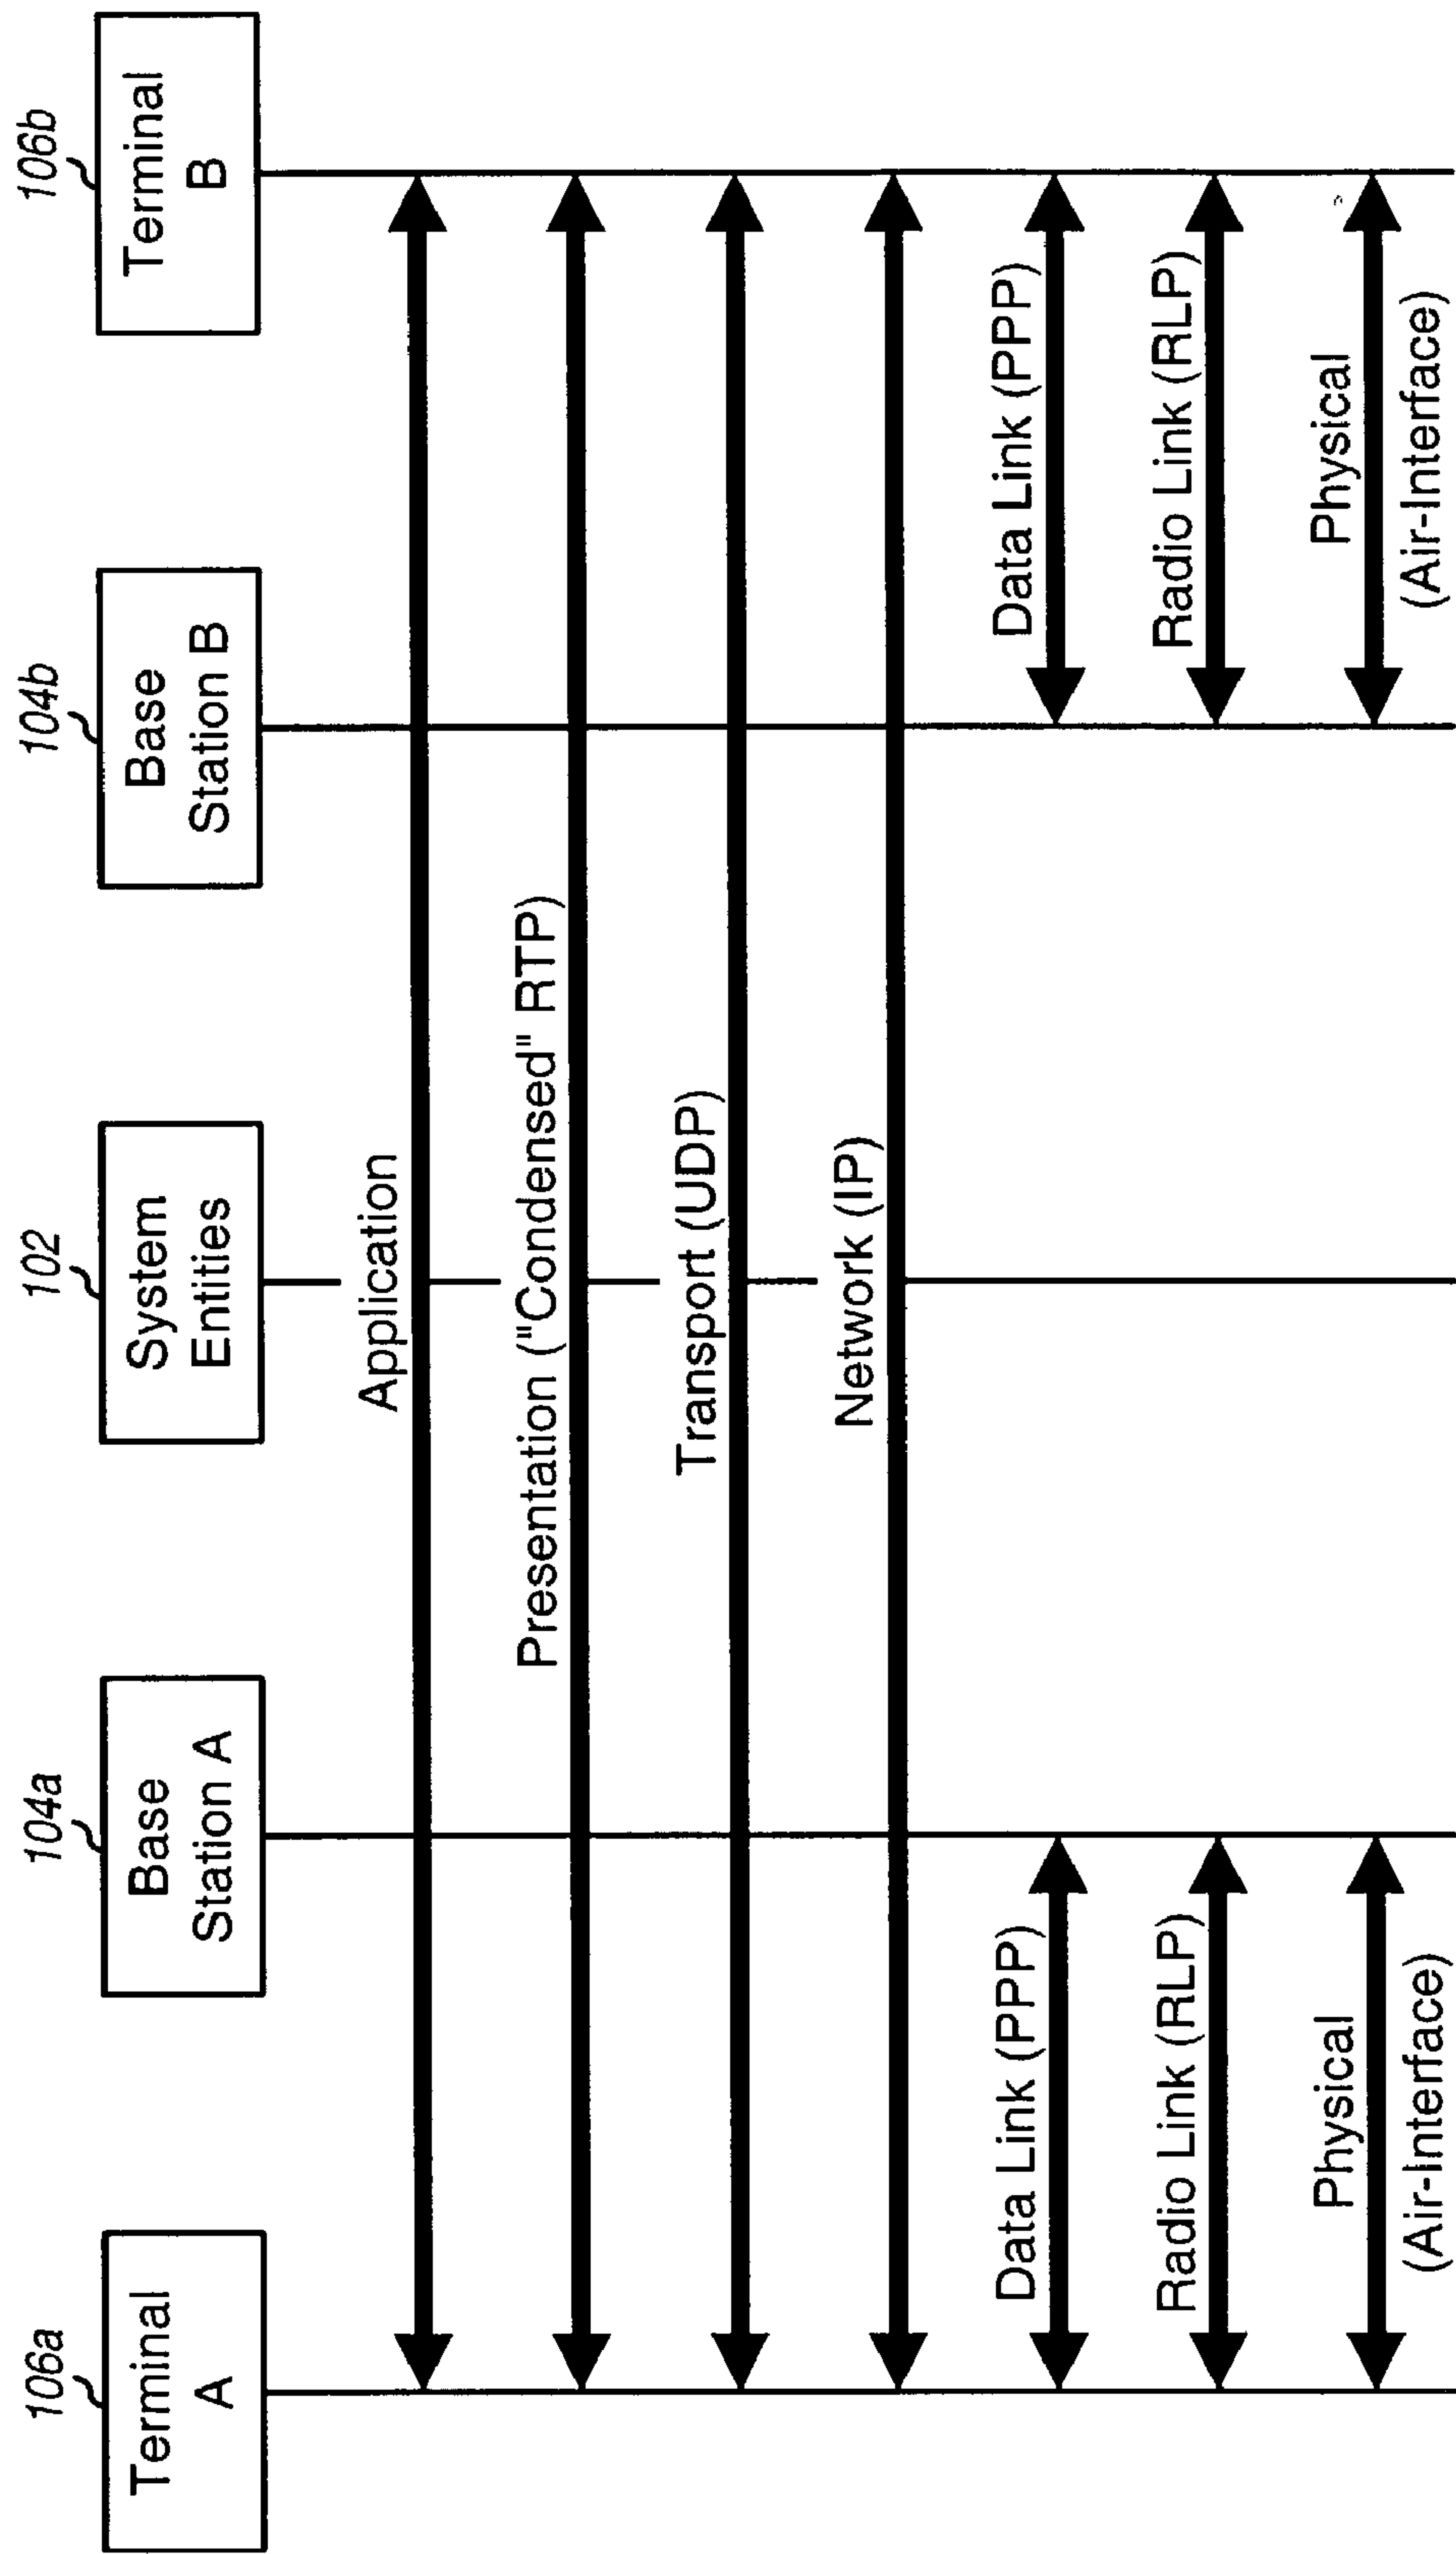 106a
104a
102
104b
106b
Terminal
A
Base
Station A
System
Entities
Base
Station B
Terminal
B
Application
Presentation ("Condensed" RTP)
Transport (UDP)
Network (IP)
Data Link (PPP)
Data Link (PPP)
Radio Link (RLP)
Radio Link (RLP)
Physical
(Air-Interface)
Physical
(Air-Interface)